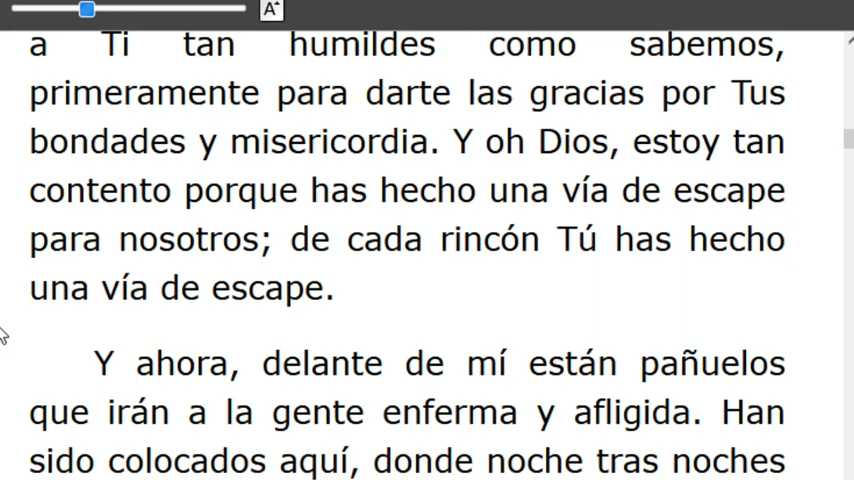 A
a Ti tan humildes como sabemos,
primeramente para darte las gracias por Tus
bondades y misericordia. Y oh Dios, estoy tan
contento porque has hecho una vía de escape
para nosotros; de cada rincón Tú has hecho
una vía de escape.
Y ahora, delante de mí están pañuelos
que irán a la gente enferma y afligida. Han
sido colocados aquí, donde noche tras noches